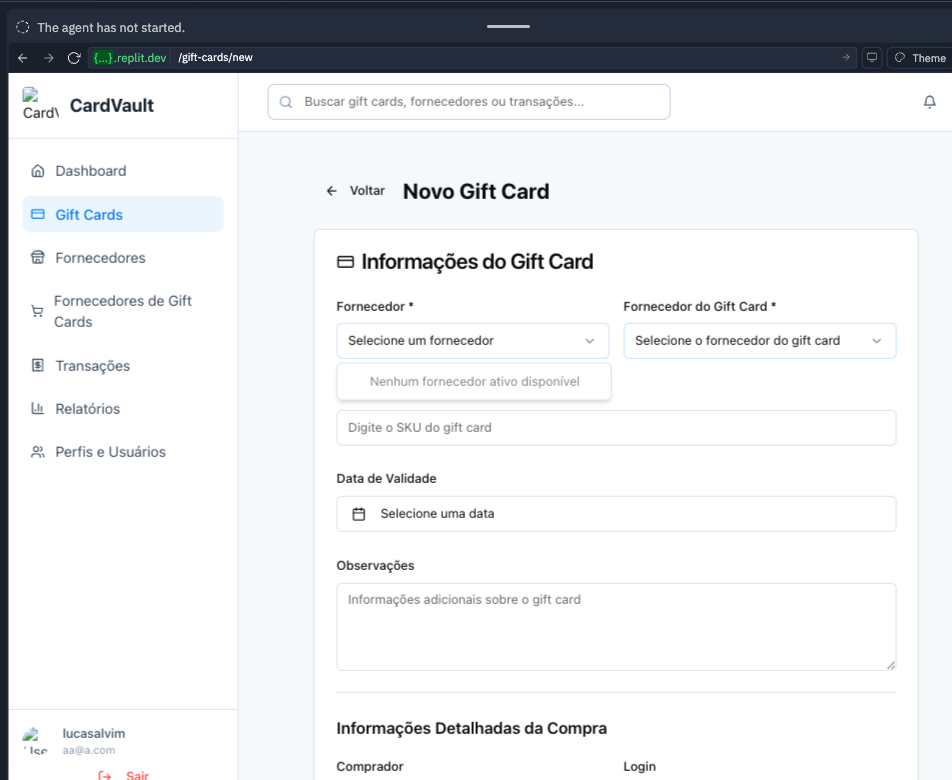 The agent has not started.
{...}.replit.dev /gift-cards/new
Theme
CardV
CardVault
Buscar gift cards, fornecedores ou transações...
Dashboard
Gift Cards
Fornecedores
Fornecedores de Gift
Cards
Transações
Relatórios
Perfis e Usuários
Voltar
Novo Gift Card
Informações do Gift Card
Fornecedor *
Fornecedor do Gift Card *
Selecione um fornecedor
Selecione o fornecedor do gift card
Nenhum fornecedor ativo disponível
Digite o SKU do gift card
Data de Validade
Selecione uma data
Observações
Informações adicionais sobre o gift card
Informações Detalhadas da Compra
Comprador
Login
lucasalvim
aa@a.com
Sair